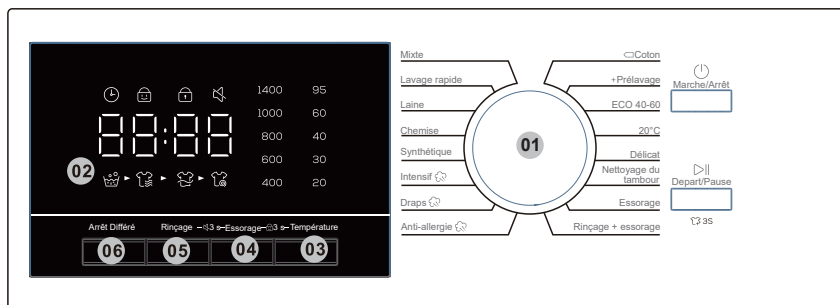 1400 95
1000 60
88:88
800 40
02
600 30
400 20
Arrêt Différé Rinçage 3 s Essorage 3 s Température
06 05 04 03
Mixte
Lavage rapide
Laine
Chemise
Synthétique
Intensif
Draps
Anti-allergie
01
Coton
+Prélavage
ECO 40-60
20°C
Délicat
Nettoyage du
tambour
Essorage
Rinçage + essorage
Marche/Arrêt
Depart/Pause
3S